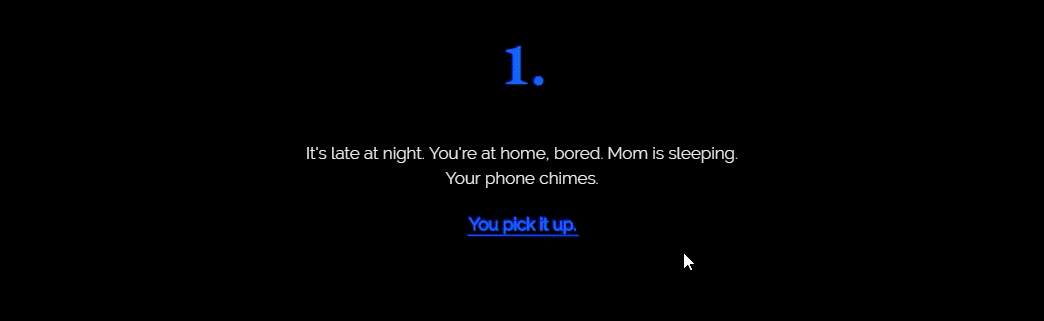 1.
It's late at night. You're at home, bored. Mom is sleeping.
Your phone chimes.
You pick it up.